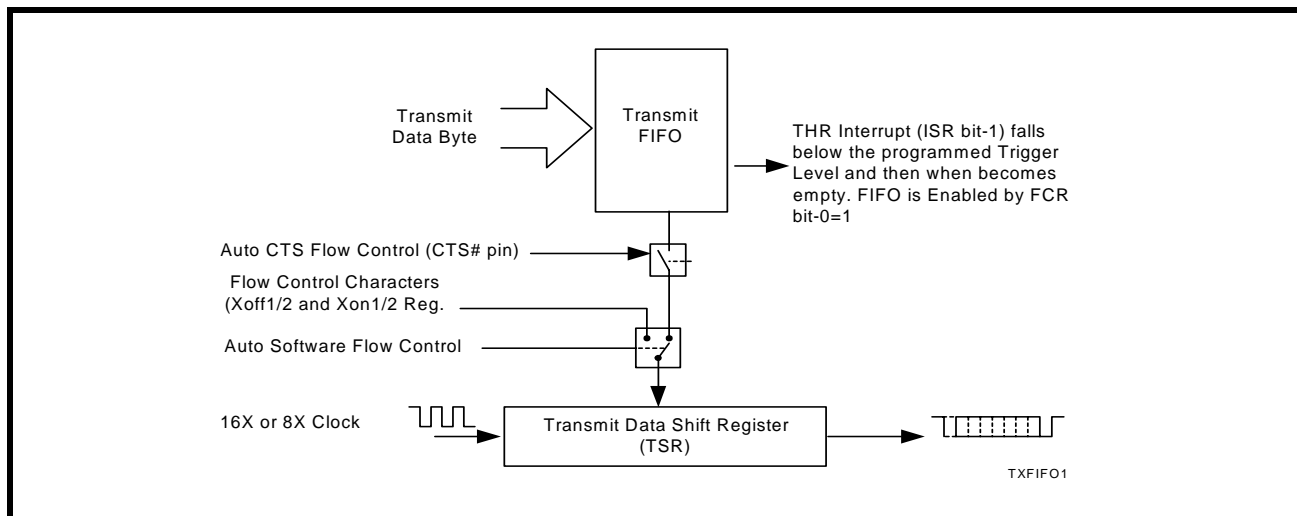 Transmit
Data Byte
Transmit
FIFO
THR Interrupt (ISR bit-1) falls
below the programmed Trigger
Level and then when becomes
empty. FIFO is Enabled by FCR
bit-0=1
Auto CTS Flow Control (CTS# pin)
Flow Control Characters
(Xoff1/2 and Xon1/2 Reg.
Auto Software Flow Control
16X or 8X Clock
Transmit Data Shift Register
(TSR)
TXFIFO1